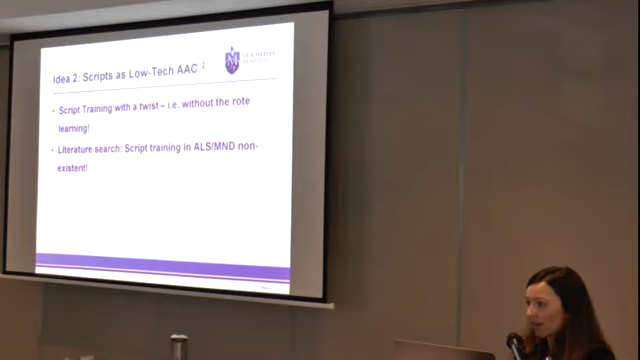 Idea 2: Scripts as Low-Tech AAC 2
• Script Training with a twist – i.e. without the rote
learning!
• Literature search: Script training in ALS/MND non-
existent!